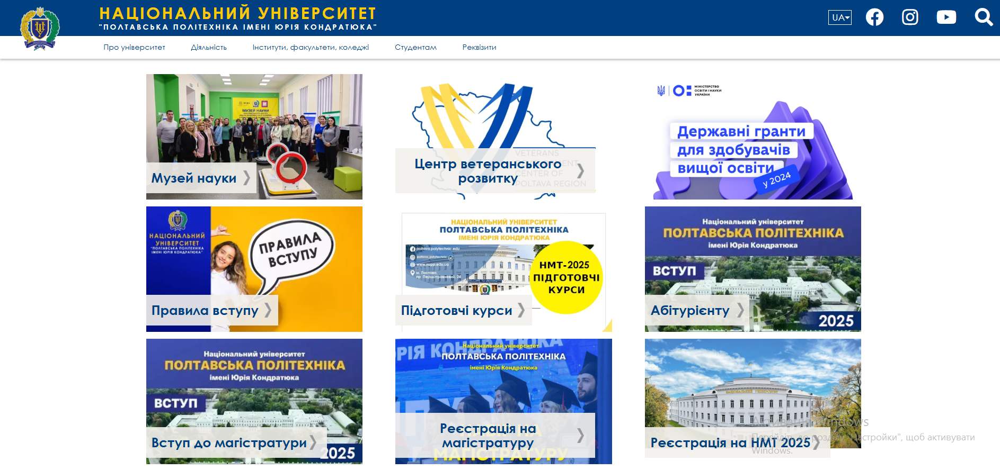 НАЦІОНАЛЬНИЙ УНІВЕРСИТЕТ
"ПОЛТАВСЬКА ПОЛІТЕХНІКА ІМЕНІ ЮРІЯ КОНДРАТЮКА"
UA
Про університет Діяльність Інститути, факультети, коледжі Студентам Реквізити
МУЗЕЙ НАУКИ
Музей науки
VETERANS
CENTER OF
POLTAVA REGION
Центр ветеранського
розвитку
МІНІСТЕРСТВО
ОСВІТИ І НАУКИ
УКРАЇНИ
Державні гранти
для здобувачів
вищої освіти
у 2024
НАЦІОНАЛЬНИЙ
УНІВЕРСИТЕТ
"ПОЛТАВСЬКА ПОЛІТЕХНІКА
ІМЕНІ ЮРІЯ КОНДРАТЮКА"
ПРАВИЛА
ВСТУПУ
Правила вступу
НАЦІОНАЛЬНИЙ УНІВЕРСИТЕТ
ПОЛТАВСЬКА ПОЛІТЕХНІКА
ІМЕНІ ЮРІЯ КОНДРАТЮКА
poltava.polytechnic.edu
poltava_polytechnic
www.nupp.edu.ua
м. Полтава,
пр. Першотравневий, 24
НМТ-2025
ПІДГОТОВЧІ
КУРСИ
Підготовчі курси
Національний університет
ПОЛТАВСЬКА ПОЛІТЕХНІКА
імені Юрія Кондратюка
ВСТУП
Абітурієнту
2025
Національний університет
ПОЛТАВСЬКА ПОЛІТЕХНІКА
імені Юрія Кондратюка
ВСТУП
Вступ до магістратури
2025
ЮРІЯ КОНДРАТЮКА
Національний університет
ПОЛТАВСЬКА ПОЛІТЕХНІКА
імені Юрія Кондратюка
Реєстрація на
магістратуру
МАГІСТРАТУРУ
НАЦІОНАЛЬНИЙ УНІВЕРСИТЕТ
Реєстрація на НМТ 2025
Активація Windows
Перейдіть до розділу "Настройки", щоб активувати
Windows.